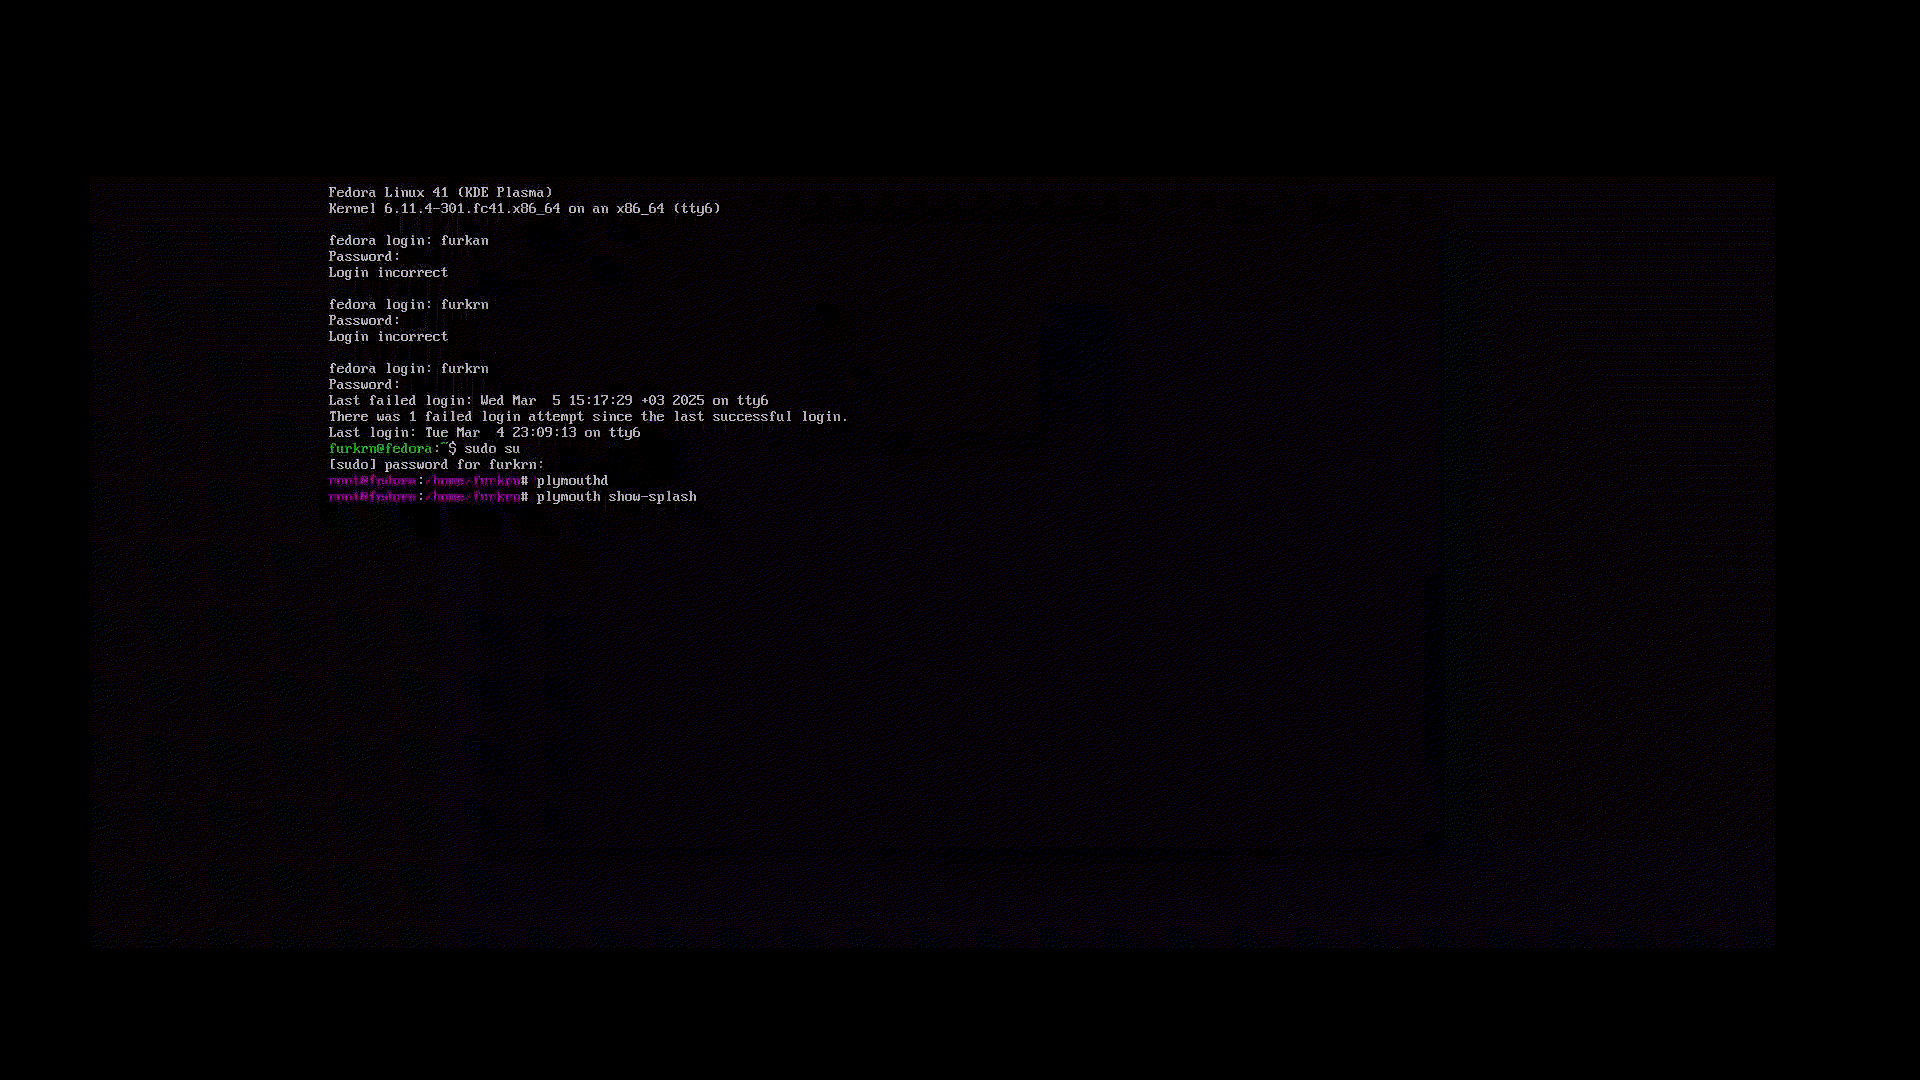 Fedora Linux 41 (KDE Plasma)
Kernel 6.11.4-301.fc41.x86_64 on an x86_64 (tty6)
fedora login: furkan
Password:
Login incorrect
fedora login: furkrn
Password:
Login incorrect
fedora login: furkrn
Password:
Last failed login: Wed Mar  5 15:17:29 +03 2025 on tty6
There was 1 failed login attempt since the last successful login.
Last login: Tue Mar  4 23:09:13 on tty6
furkrn@fedora:~$ sudo su
[sudo] password for furkrn:
root@fedora:/home/furkrn# plymouthd
root@fedora:/home/furkrn# plymouth show-splash